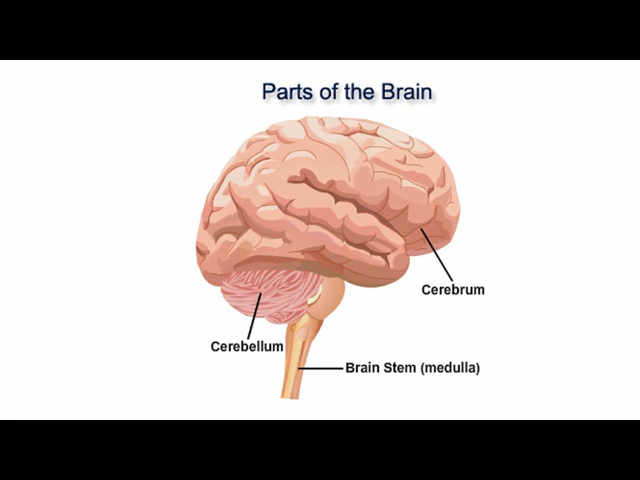 Parts of the Brain
Cerebrum
Cerebellum
Brain Stem (medulla)